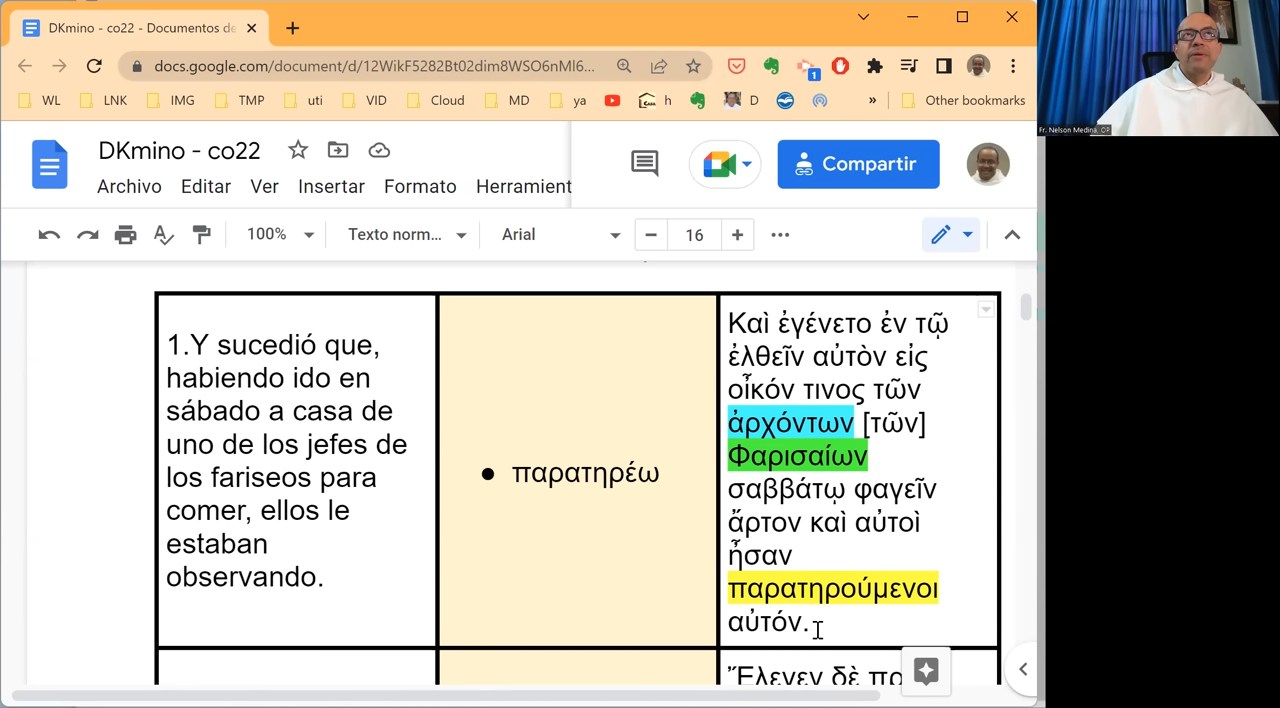 DKmino - co22 - Documentos de
docs.google.com/document/d/12WikF5282Bt02dim8WSO6nMl6...
WL LNK IMG TMP uti VID Cloud MD ya h D » Other bookmarks
Fr. Nelson Medina, OP
DKmino - co22
Compartir
Archivo Editar Ver Insertar Formato Herramient
100% Texto norm... Arial 16
1.Y sucedió que,
habiendo ido en
sábado a casa de
uno de los jefes de
los fariseos para
comer, ellos le
estaban
observando.
● παρατηρέω
Καὶ ἐγένετο ἐν τῷ
ἐλθεῖν αὐτὸν εἰς
οἶκόν τινος τῶν
ἀρχόντων [τῶν]
Φαρισαίων
σαββάτῳ φαγεῖν
ἄρτον καὶ αὐτοὶ
ἦσαν
παρατηρούμενοι
αὐτόν.
Ἔλεγεν δὲ πρ